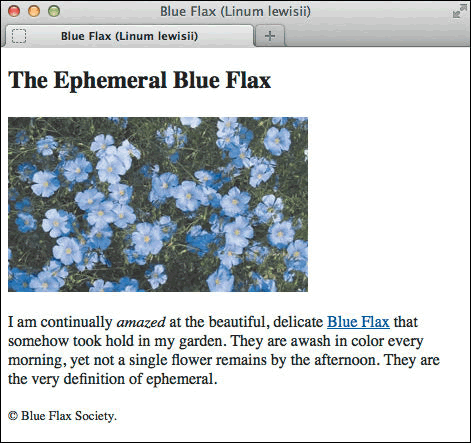 Blue Flax (Linum lewisii)
Blue Flax (Linum lewisii)
The Ephemeral Blue Flax
I am continually amazed at the beautiful, delicate Blue Flax that
somehow took hold in my garden. They are awash in color every
morning, yet not a single flower remains by the afternoon. They are
the very definition of ephemeral.
© Blue Flax Society.